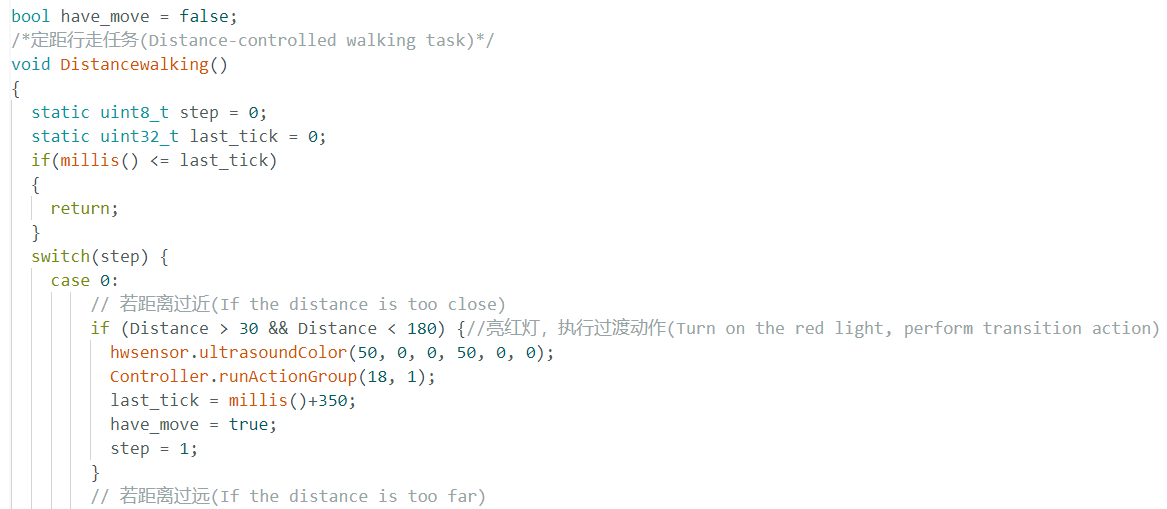 bool have_move = false;
/*定距行走任务(Distance-controlled walking task)*/
void Distancewalking()
{
  static uint8_t step = 0;
  static uint32_t last_tick = 0;
  if(millis() <= last_tick)
  {
    return;
  }
  switch(step) {
    case 0:
        // 若距离过近(If the distance is too close)
        if (Distance > 30 && Distance < 180) {//亮红灯，执行过渡动作(Turn on the red light, perform transition action)
          hwsensor.ultrasoundColor(50, 0, 0, 50, 0, 0);
          Controller.runActionGroup(18, 1);
          last_tick = millis()+350;
          have_move = true;
          step = 1;
        }
        // 若距离过远(If the distance is too far)